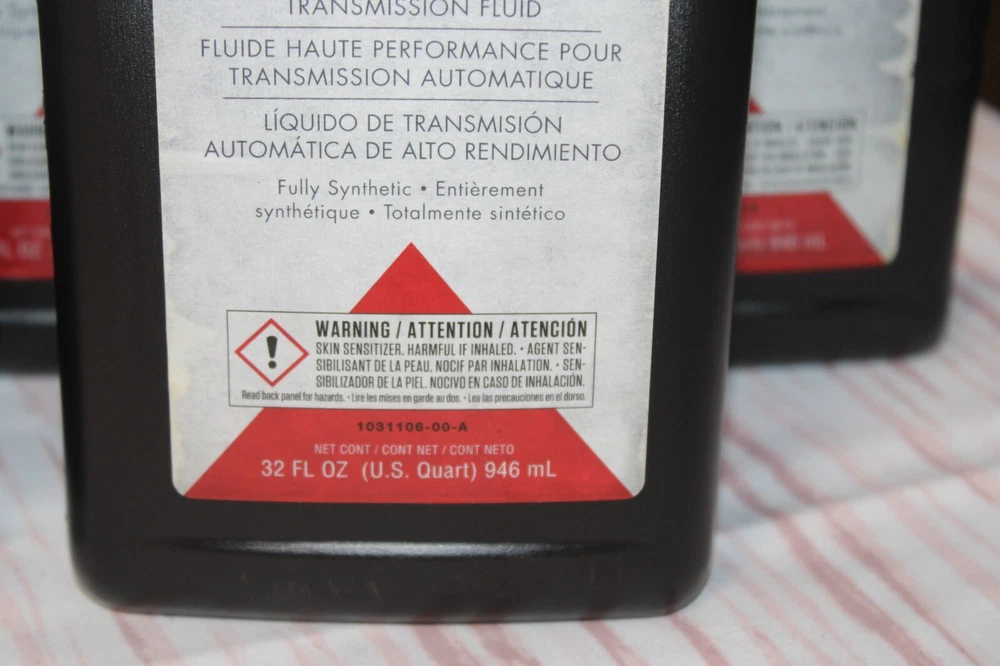 TRANSMISSION FLUID
FLUIDE HAUTE PERFORMANCE POUR
TRANSMISSION AUTOMATIQUE
LÍQUIDO DE TRANSMISIÓN
AUTOMÁTICA DE ALTO RENDIMIENTO
Fully Synthetic • Entièrement
synthétique • Totalmente sintético
WARNING / ATTENTION / ATENCIÓN
SKIN SENSITIZER. HARMFUL IF INHALED. • AGENT SEN-
SIBILISANT DE LA PEAU. NOCIF PAR INHALATION. • SEN-
SIBILIZADOR DE LA PIEL. NOCIVO EN CASO DE INHALACIÓN.
Read back panel for hazards. • Lire les mises en garde au dos. • Lea las precauciones en el dorso.
1031106-00-A
NET CONT / CONT NET / CONT NETO
32 FL OZ (U.S. Quart) 946 mL